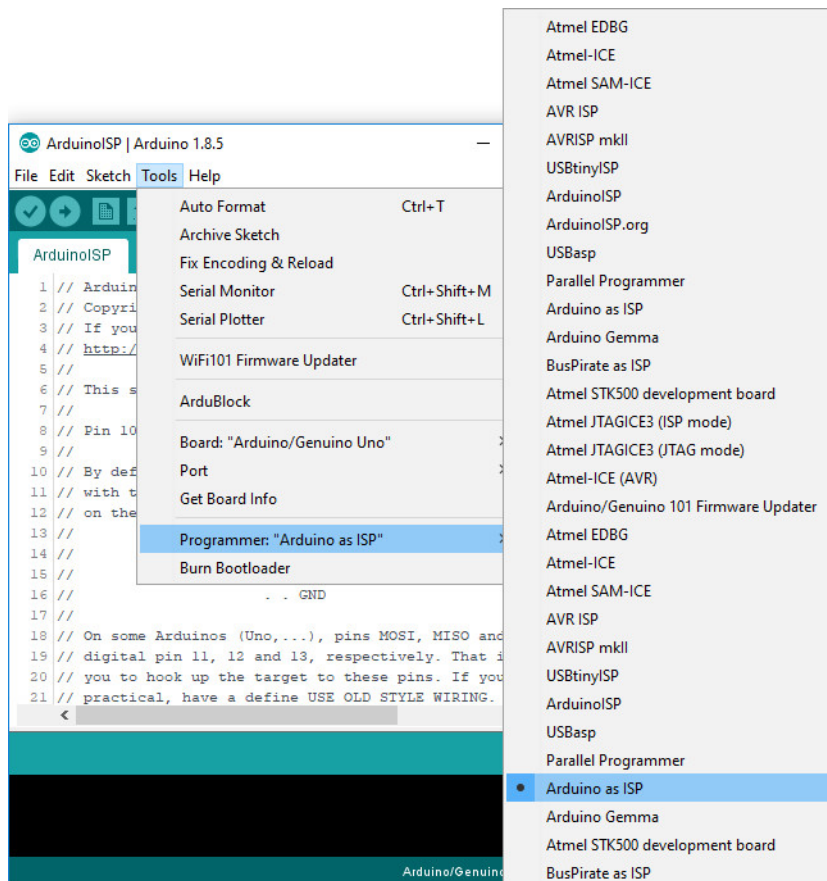 ArduinoISP | Arduino 1.8.5
File Edit Sketch Tools Help
ArduinoISP
1 // Arduin
2 // Copyri
3 // If you
4 // http:/
5 //
6 // This s
7 //
8 // Pin 10
9 //
10 // By def
11 // with t
12 // on the
13 //
14 //
15 //
16 // . . GND
17 //
18 // On some Arduinos (Uno,...), pins MOSI, MISO and
19 // digital pin 11, 12 and 13, respectively. That i
20 // you to hook up the target to these pins. If you
21 // practical, have a define USE OLD STYLE WIRING.
Arduino/Genuino
Auto Format Ctrl+T
Archive Sketch
Fix Encoding & Reload
Serial Monitor Ctrl+Shift+M
Serial Plotter Ctrl+Shift+L
WiFi101 Firmware Updater
ArduBlock
Board: "Arduino/Genuino Uno"
Port
Get Board Info
Programmer: "Arduino as ISP"
Burn Bootloader
Atmel EDBG
Atmel-ICE
Atmel SAM-ICE
AVR ISP
AVRISP mkII
USBtinyISP
ArduinoISP
ArduinoISP.org
USBasp
Parallel Programmer
Arduino as ISP
Arduino Gemma
BusPirate as ISP
Atmel STK500 development board
Atmel JTAGICE3 (ISP mode)
Atmel JTAGICE3 (JTAG mode)
Atmel-ICE (AVR)
Arduino/Genuino 101 Firmware Updater
Atmel EDBG
Atmel-ICE
Atmel SAM-ICE
AVR ISP
AVRISP mkII
USBtinyISP
ArduinoISP
USBasp
Parallel Programmer
Arduino as ISP
Arduino Gemma
Atmel STK500 development board
BusPirate as ISP